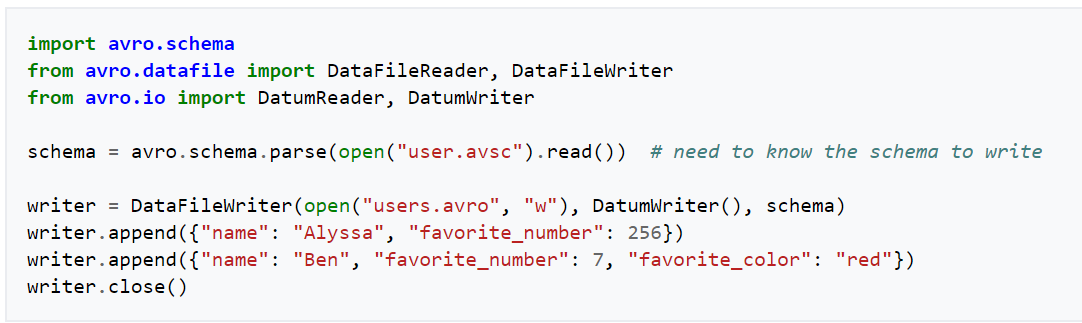 import avro.schema
from avro.datafile import DataFileReader, DataFileWriter
from avro.io import DatumReader, DatumWriter
schema = avro.schema.parse(open("user.avsc").read())  # need to know the schema to write
writer = DataFileWriter(open("users.avro", "w"), DatumWriter(), schema)
writer.append({"name": "Alyssa", "favorite_number": 256})
writer.append({"name": "Ben", "favorite_number": 7, "favorite_color": "red"})
writer.close()